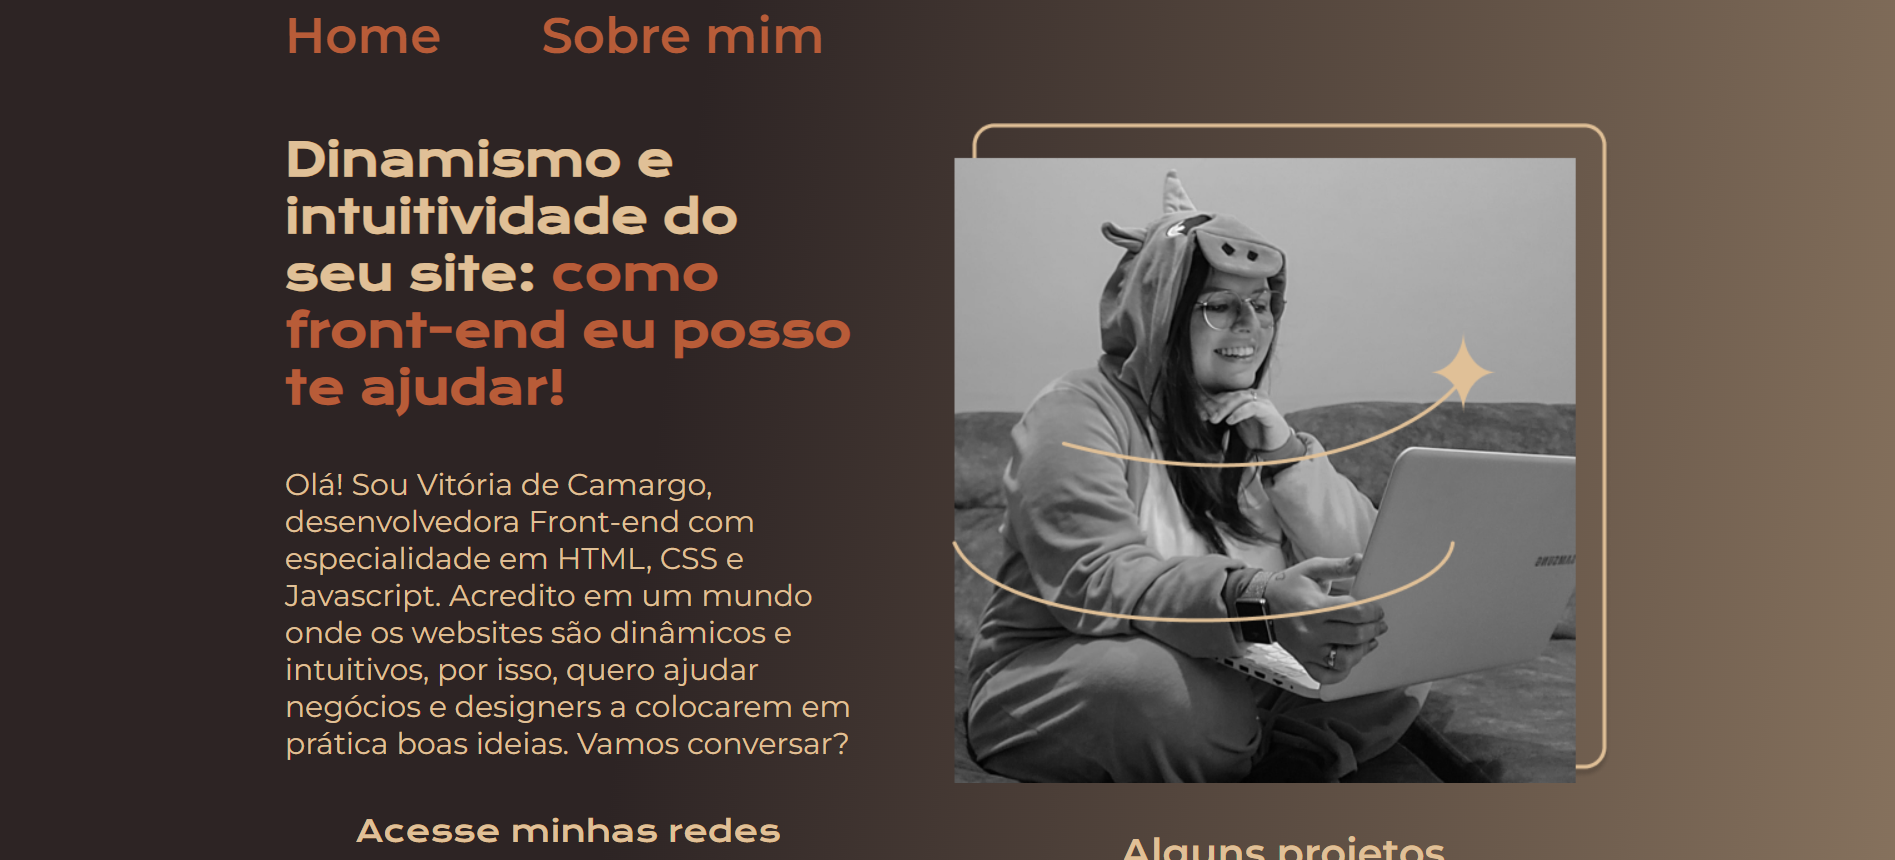 Home Sobre mim
Dinamismo e
intuitividade do
seu site: como
front-end eu posso
te ajudar!
Olá! Sou Vitória de Camargo,
desenvolvedora Front-end com
especialidade em HTML, CSS e
Javascript. Acredito em um mundo
onde os websites são dinâmicos e
intuitivos, por isso, quero ajudar
negócios e designers a colocarem em
prática boas ideias. Vamos conversar?
Acesse minhas redes
Alguns projetos